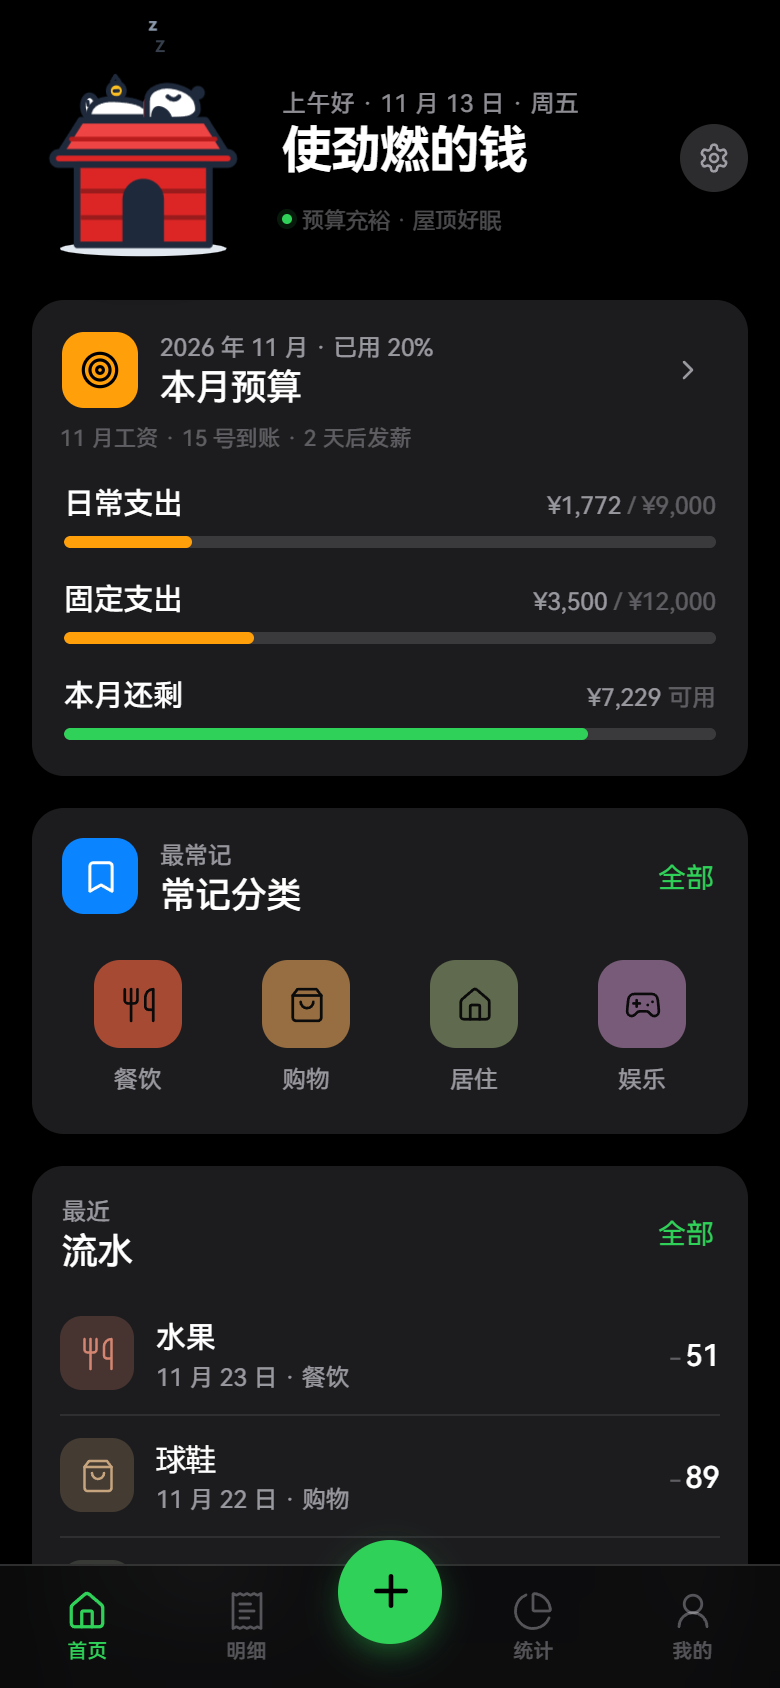 z
z
上午好 · 11 月 13 日 · 周五
使劲燃的钱
预算充裕 · 屋顶好眠
2026 年 11 月 · 已用 20%
本月预算
11 月工资 · 15 号到账 · 2 天后发薪
日常支出 ¥1,772 / ¥9,000
固定支出 ¥3,500 / ¥12,000
本月还剩 ¥7,229 可用
最常记
常记分类
全部
餐饮 购物 居住 娱乐
最近
流水
全部
水果
11 月 23 日 · 餐饮
-51
球鞋
11 月 22 日 · 购物
-89
首页 明细 统计 我的